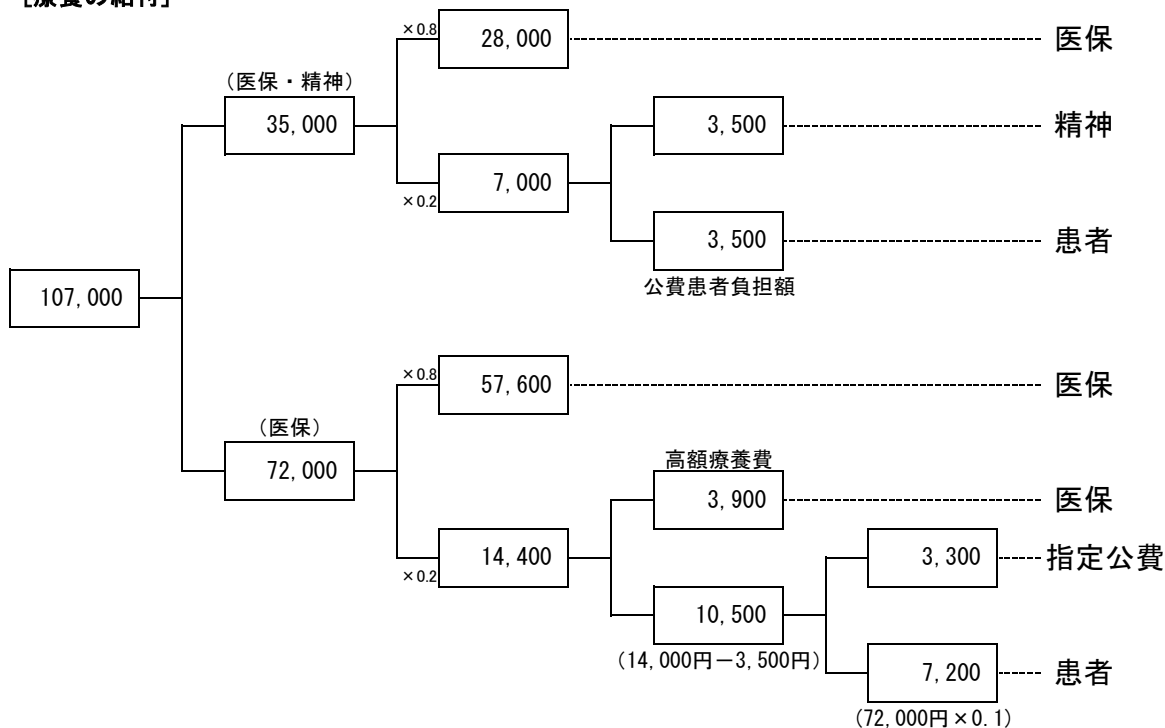 ［療養の給付］
×0.8
28,000
医保
（医保・精神）
35,000
3,500
精神
7,000
×0.2
3,500
患者
公費患者負担額
107,000
×0.8
57,600
医保
（医保）
72,000
高額療養費
3,900
医保
14,400
×0.2
3,300
指定公費
10,500
(14,000円－3,500円)
7,200
患者
(72,000円×0.1)